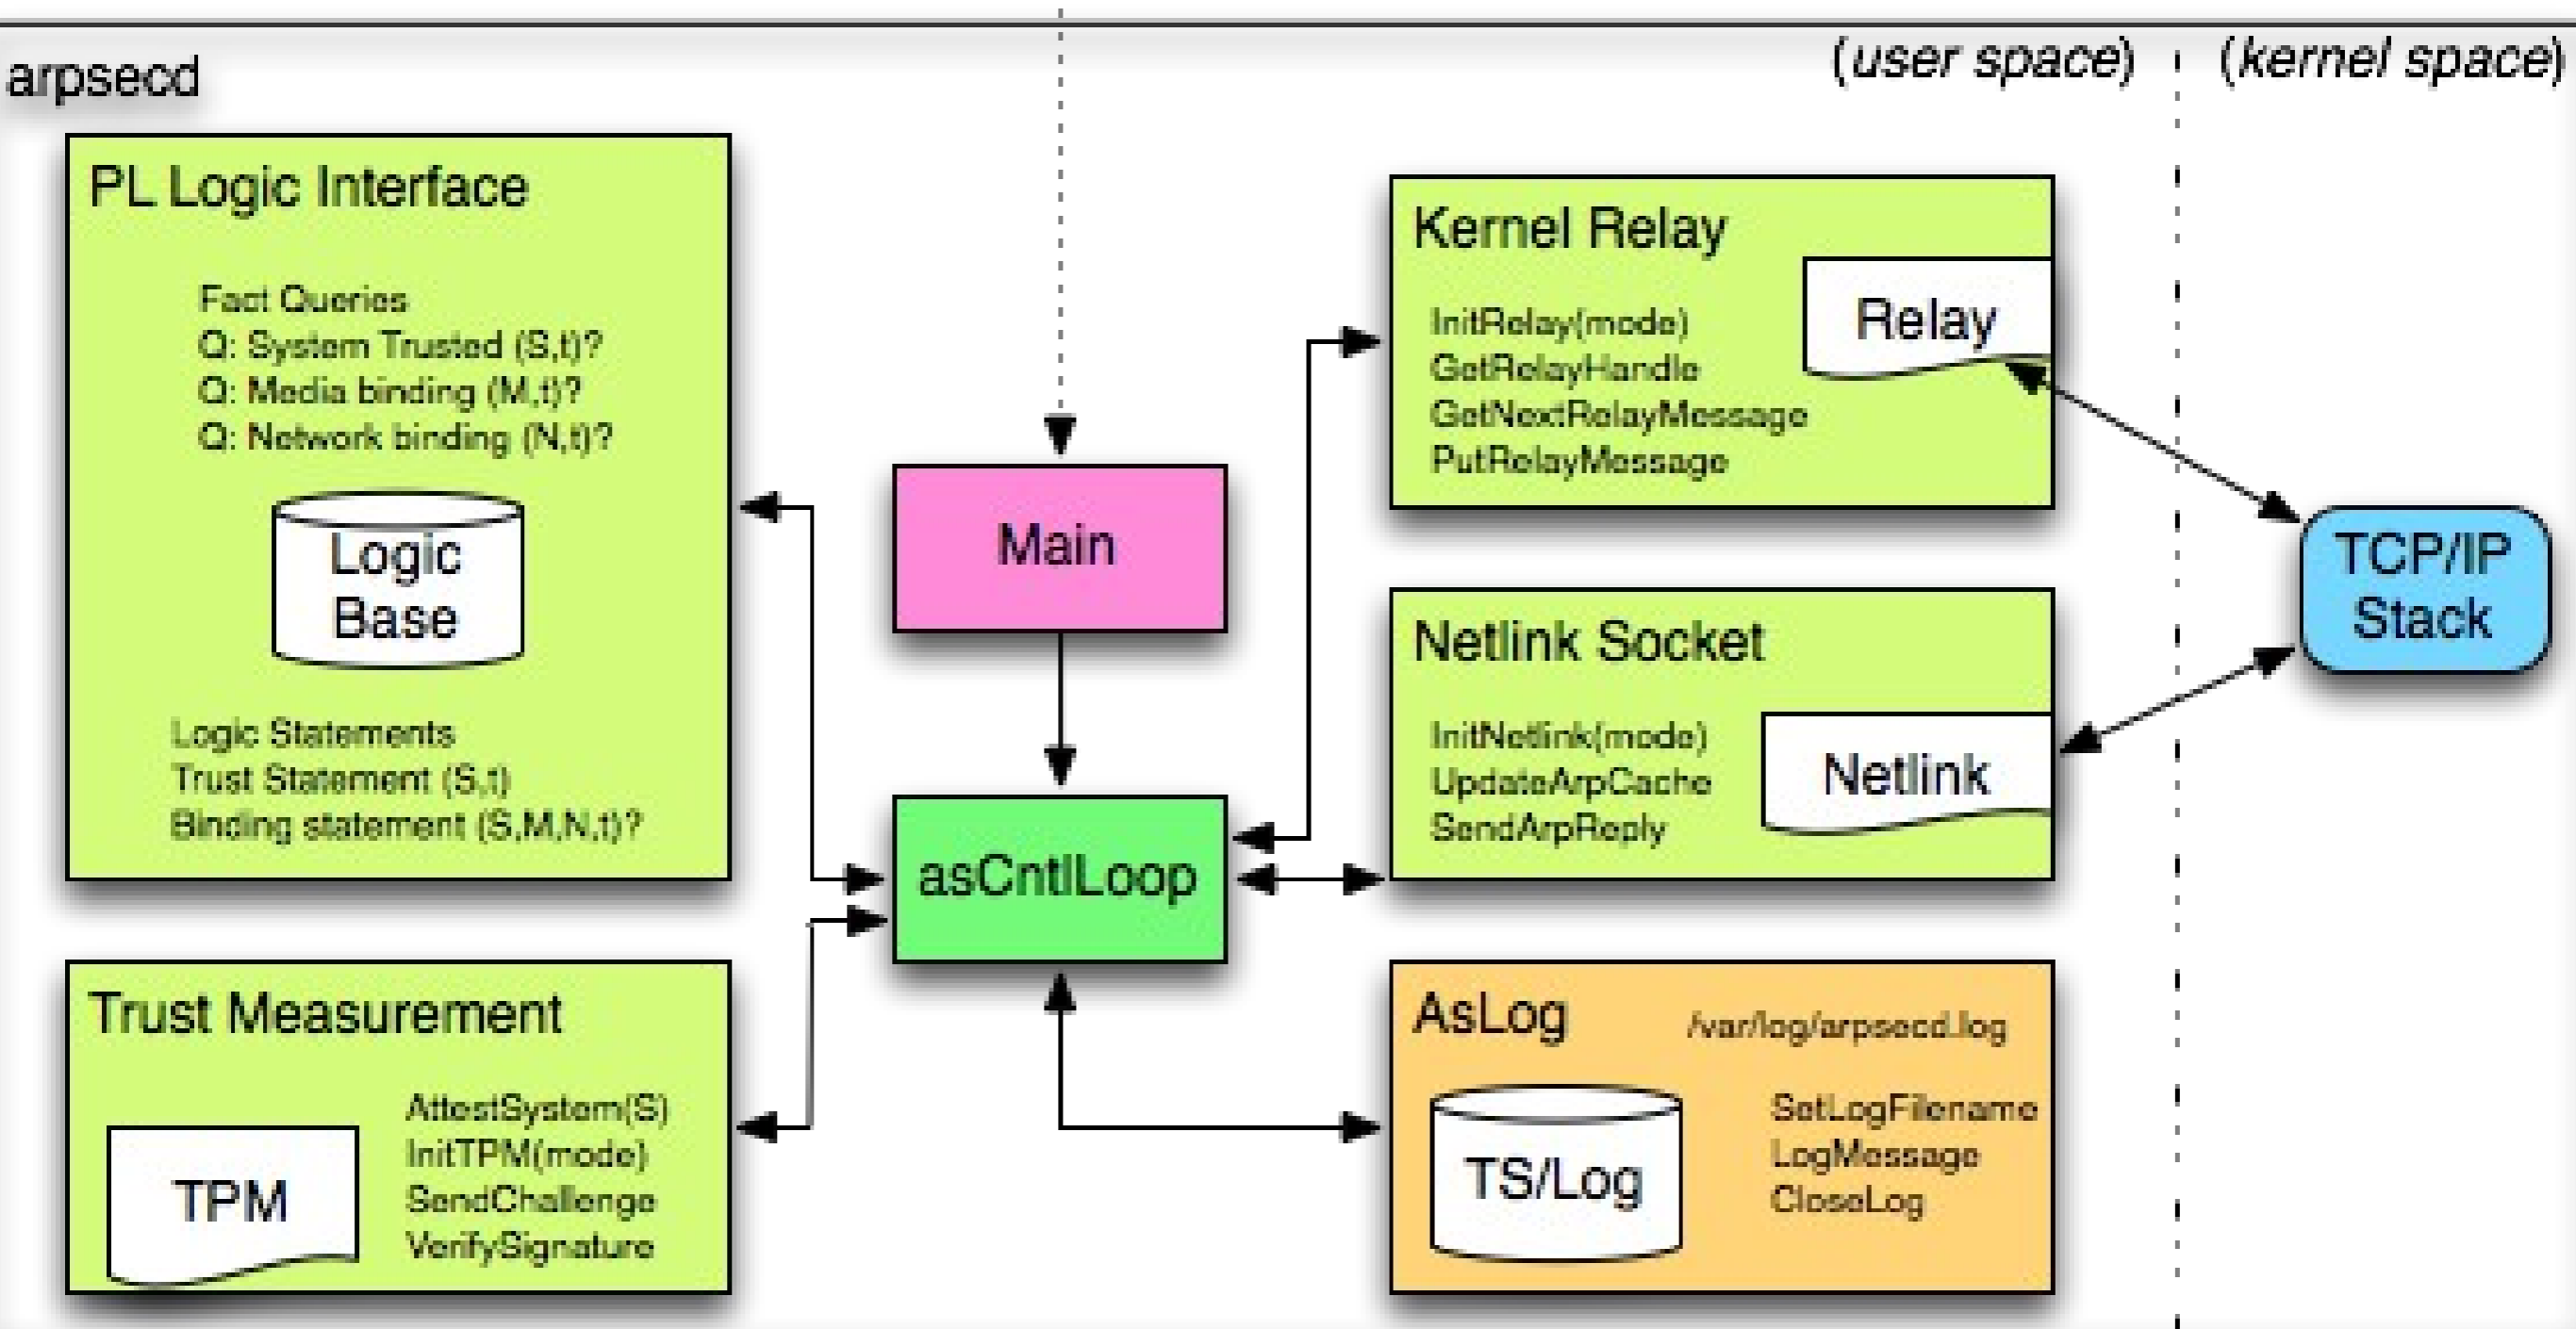 arpsecd
(user space)
(kernel space)
PL Logic Interface
Fact Queries
Q: System Trusted (S,t)?
Q: Media binding (M,t)?
Q: Network binding (N,t)?
Logic
Base
Logic Statements
Trust Statement (S,t)
Binding statement (S,M,N,t)?
Trust Measurement
AttestSystem(S)
InitTPM(mode)
SendChallenge
VerifySignature
TPM
Main
asCntlLoop
Kernel Relay
InitRelay(mode)
GetRelayHandle
GetNextRelayMessage
PutRelayMessage
Relay
Netlink Socket
InitNetlink(mode)
UpdateArpCache
SendArpReply
Netlink
AsLog
/var/log/arpsecd.log
TS/Log
SetLogFilename
LogMessage
CloseLog
TCP/IP
Stack